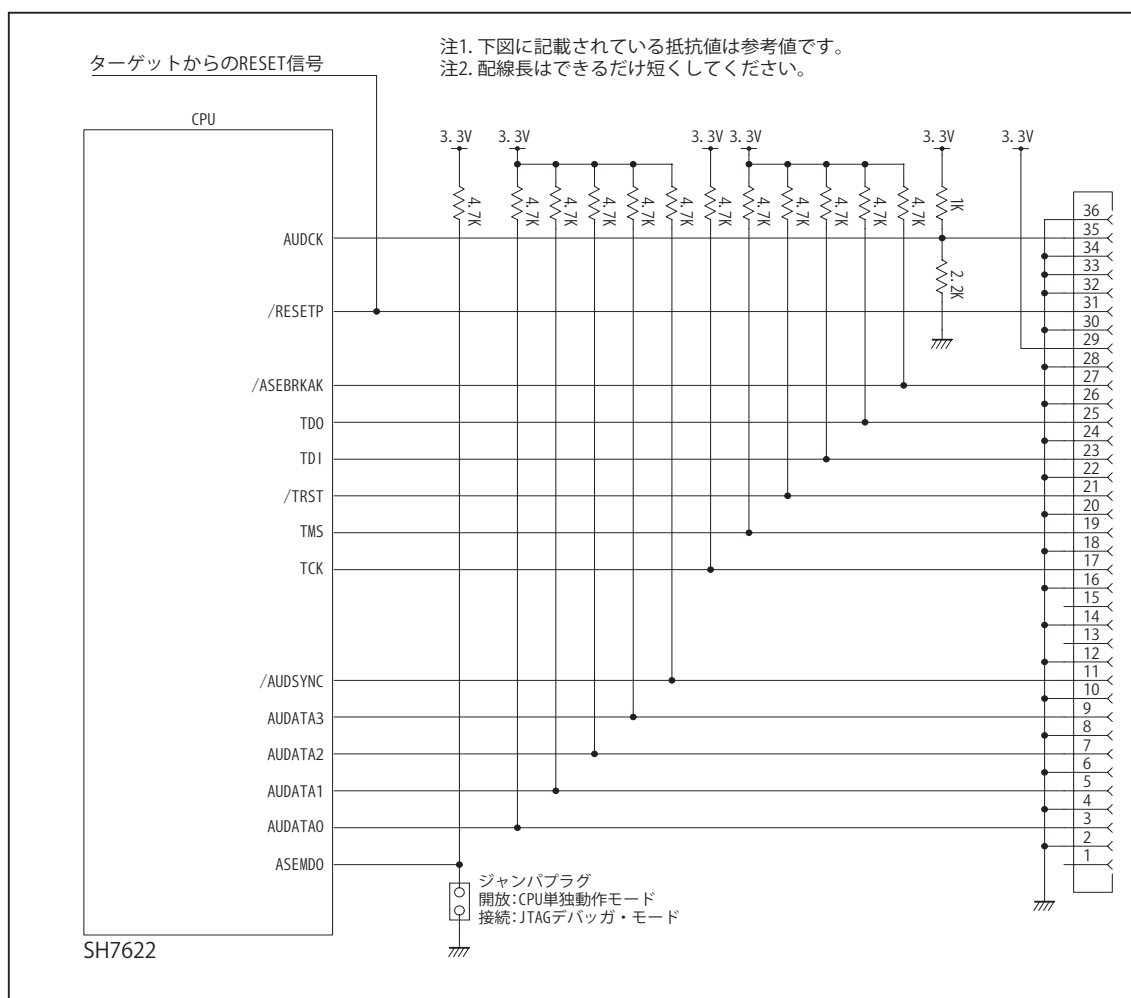 注1. 下図に記載されている抵抗値は参考値です。
注2. 配線長はできるだけ短くしてください。
ターゲットからのRESET信号
CPU
3.3V 3.3V 3.3V 3.3V 3.3V 3.3V
4.7K 4.7K 4.7K 4.7K 4.7K 4.7K 4.7K 4.7K 4.7K 4.7K 4.7K 4.7K 1K
2.2K
AUDCK
/RESETP
/ASEBRKAK
TDO
TDI
/TRST
TMS
TCK
/AUDSYNC
AUDATA3
AUDATA2
AUDATA1
AUDATA0
ASEMD0
36
35
34
33
32
31
30
29
28
27
26
25
24
23
22
21
20
19
18
17
16
15
14
13
12
11
10
9
8
7
6
5
4
3
2
1
ジャンパプラグ
開放:CPU単独動作モード
接続:JTAGデバッガ・モード
SH7622